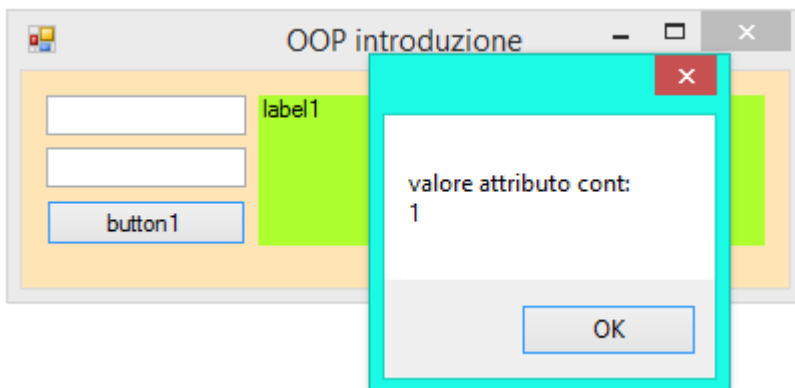 OOP introduzione
label1
button1
valore attributo cont:
1
OK